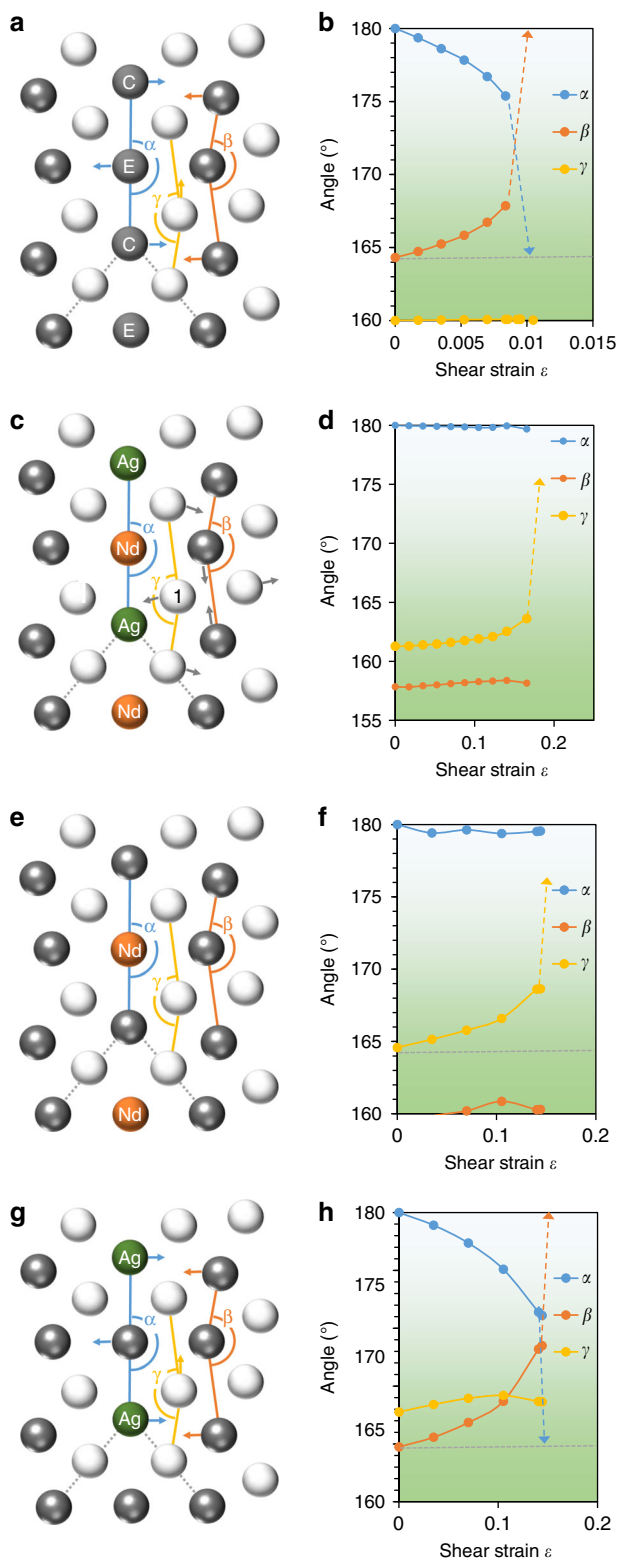 a
C
α
E
β
γ
C
E
b
180
175
170
165
160
Angle (°)
α
β
γ
0 0.005 0.01 0.015
Shear strain ε
c
Ag
α
Nd
β
γ
1
Ag
Nd
d
180
175
170
165
160
155
Angle (°)
α
β
γ
0 0.1 0.2
Shear strain ε
e
α
Nd
β
γ
Nd
f
180
175
170
165
160
Angle (°)
α
β
γ
0 0.1 0.2
Shear strain ε
g
Ag
α
β
γ
Ag
h
180
175
170
164
160
Angle (°)
α
β
γ
0 0.1 0.2
Shear strain ε